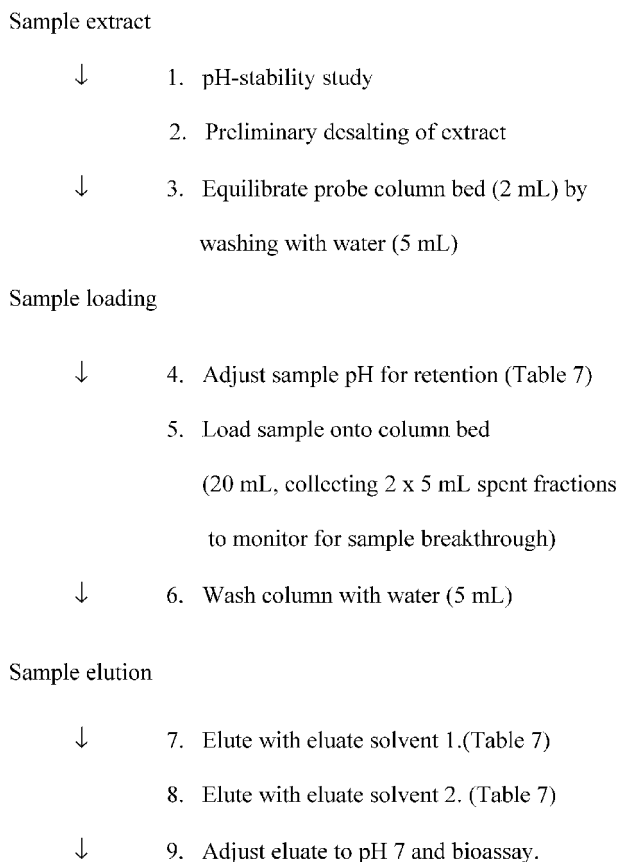 Sample extract
↓ 1. pH-stability study
2. Preliminary desalting of extract
↓ 3. Equilibrate probe column bed (2 mL) by
washing with water (5 mL)
Sample loading
↓ 4. Adjust sample pH for retention (Table 7)
5. Load sample onto column bed
(20 mL, collecting 2 x 5 mL spent fractions
to monitor for sample breakthrough)
↓ 6. Wash column with water (5 mL)
Sample elution
↓ 7. Elute with eluate solvent 1.(Table 7)
8. Elute with eluate solvent 2. (Table 7)
↓ 9. Adjust eluate to pH 7 and bioassay.